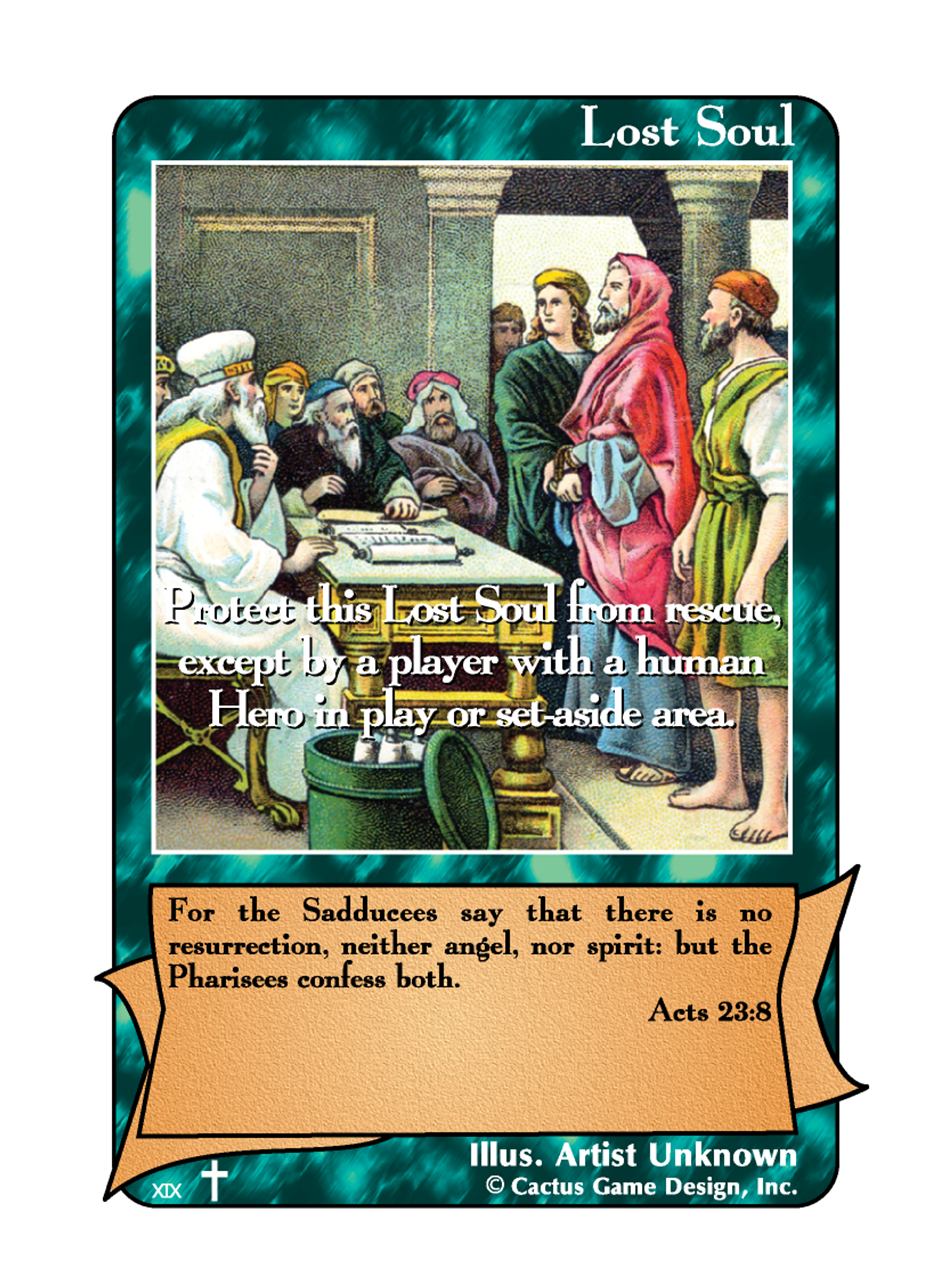 Lost Soul
Protect this Lost Soul from rescue,
except by a player with a human
Hero in play or set-aside area.
For the Sadducees say that there is no
resurrection, neither angel, nor spirit: but the
Pharisees confess both.
Acts 23:8
Illus. Artist Unknown
XIX
© Cactus Game Design, Inc.